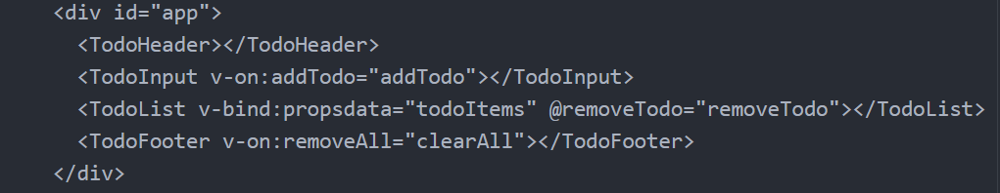 <div id="app">
  <TodoHeader></TodoHeader>
  <TodoInput v-on:addTodo="addTodo"></TodoInput>
  <TodoList v-bind:propsdata="todoItems" @removeTodo="removeTodo"></TodoList>
  <TodoFooter v-on:removeAll="clearAll"></TodoFooter>
</div>